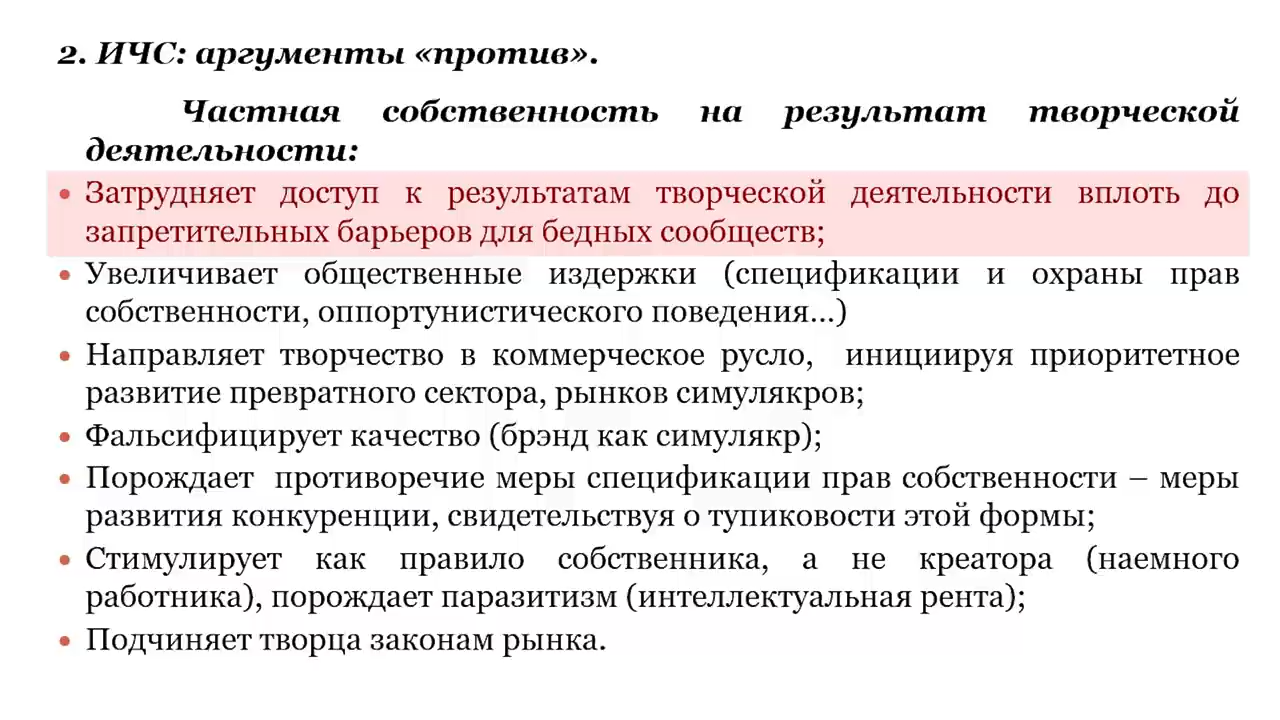 2. ИЧС: аргументы «против».
Частная собственность на результат творческой
деятельности:
• Затрудняет доступ к результатам творческой деятельности вплоть до
запретительных барьеров для бедных сообществ;
• Увеличивает общественные издержки (спецификации и охраны прав
собственности, оппортунистического поведения...)
• Направляет творчество в коммерческое русло, инициируя приоритетное
развитие превратного сектора, рынков симулякров;
• Фальсифицирует качество (брэнд как симулякр);
• Порождает противоречие меры спецификации прав собственности – меры
развития конкуренции, свидетельствуя о тупиковости этой формы;
• Стимулирует как правило собственника, а не креатора (наемного
работника), порождает паразитизм (интеллектуальная рента);
• Подчиняет творца законам рынка.